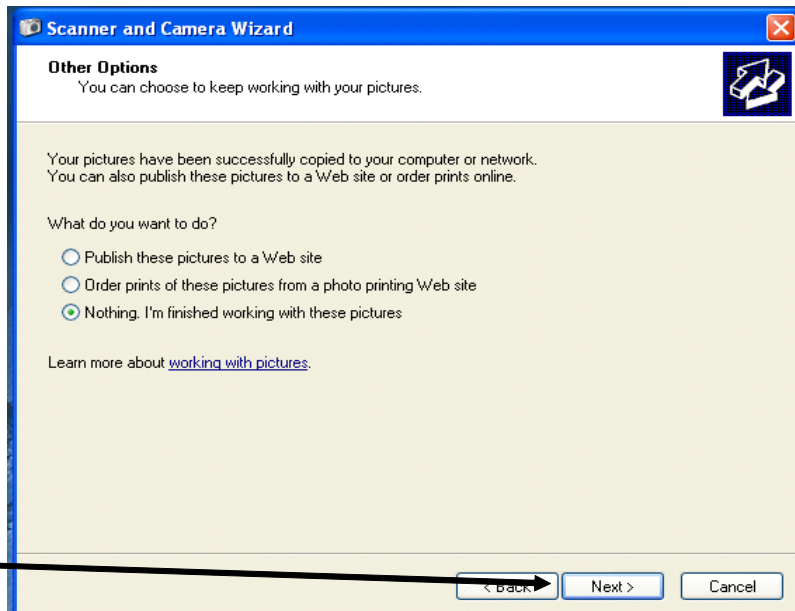 Scanner and Camera Wizard
Other Options
You can choose to keep working with your pictures.
Your pictures have been successfully copied to your computer or network.
You can also publish these pictures to a Web site or order prints online.
What do you want to do?
Publish these pictures to a Web site
Order prints of these pictures from a photo printing Web site
Nothing. I'm finished working with these pictures
Learn more about working with pictures.
< Back Next > Cancel